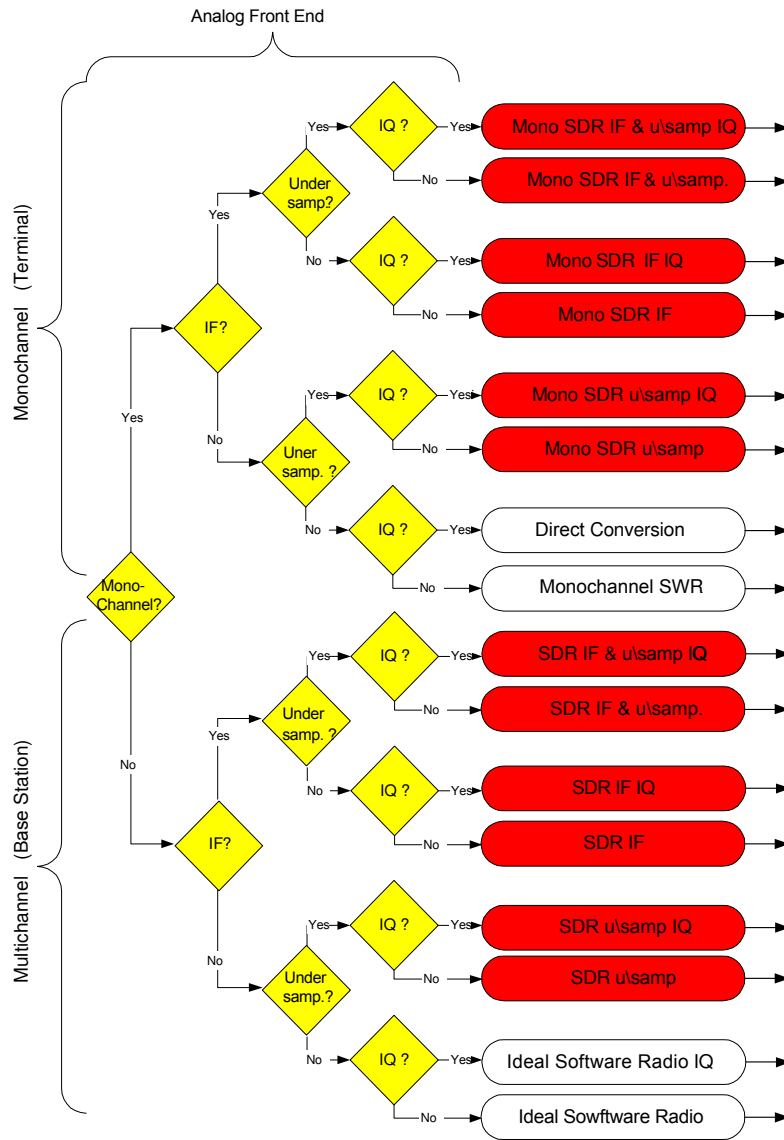 Analog Front End
Monochannel (Terminal)
Multichannel (Base Station)
Mono-
Channel?
Yes
No
IF?
Yes
No
Under
samp.?
Yes
No
IQ ?
Yes
Mono SDR IF & u\samp IQ
No
Mono SDR IF & u\samp.
IQ ?
Yes
Mono SDR IF IQ
No
Mono SDR IF
Uner
samp. ?
Yes
No
IQ ?
Yes
Mono SDR u\samp IQ
No
Mono SDR u\samp
IQ ?
Yes
Direct Conversion
No
Monochannel SWR
IF?
Yes
No
Under
samp. ?
Yes
No
IQ ?
Yes
SDR IF & u\samp IQ
No
SDR IF & u\samp.
IQ ?
Yes
SDR IF IQ
No
SDR IF
Under
samp.?
Yes
No
IQ ?
Yes
SDR u\samp IQ
No
SDR u\samp
IQ ?
Yes
Ideal Software Radio IQ
No
Ideal Sowftware Radio